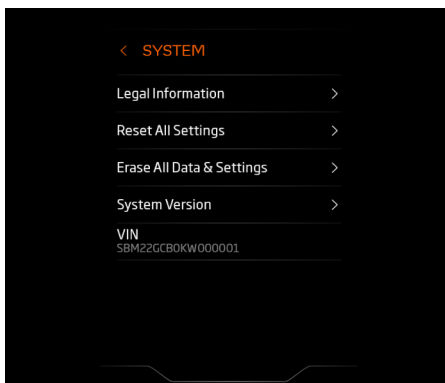 SYSTEM
Legal Information
Reset All Settings
Erase All Data & Settings
System Version
VIN
SBM22GCB0KW000001